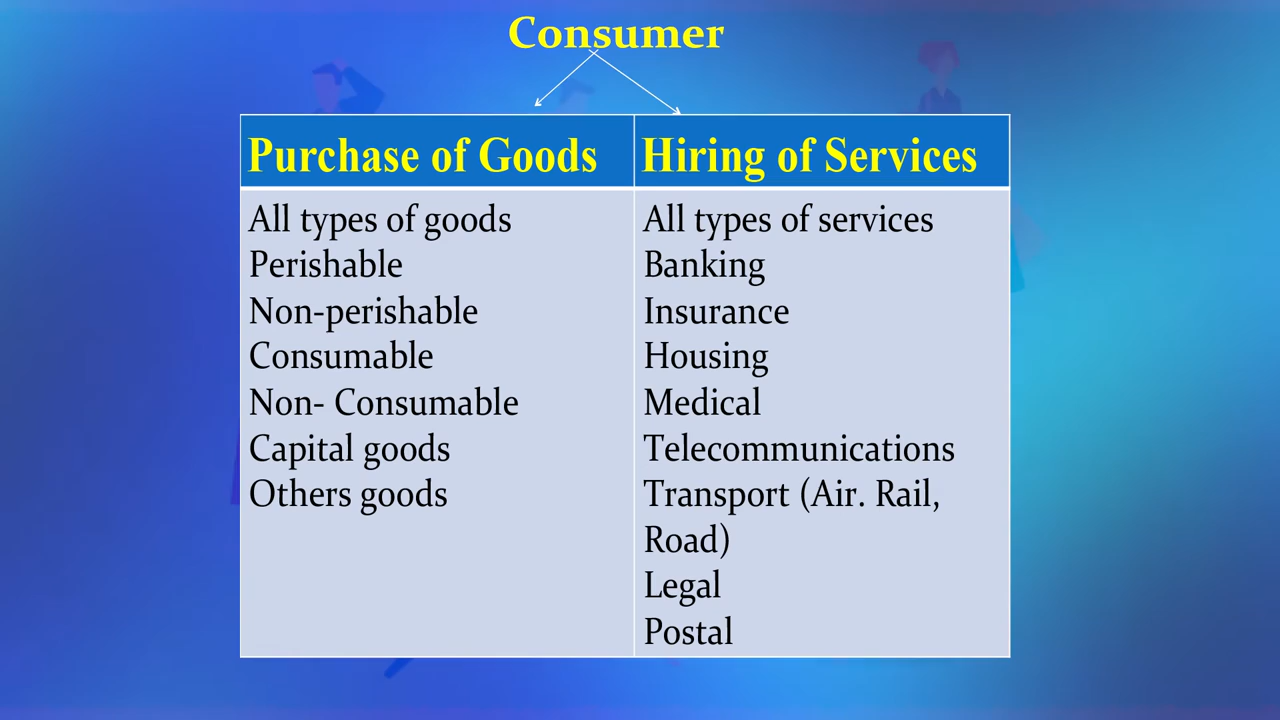 Consumer
Purchase of Goods
All types of goods
Perishable
Non-perishable
Consumable
Non- Consumable
Capital goods
Others goods
Hiring of Services
All types of services
Banking
Insurance
Housing
Medical
Telecommunications
Transport (Air. Rail,
Road)
Legal
Postal